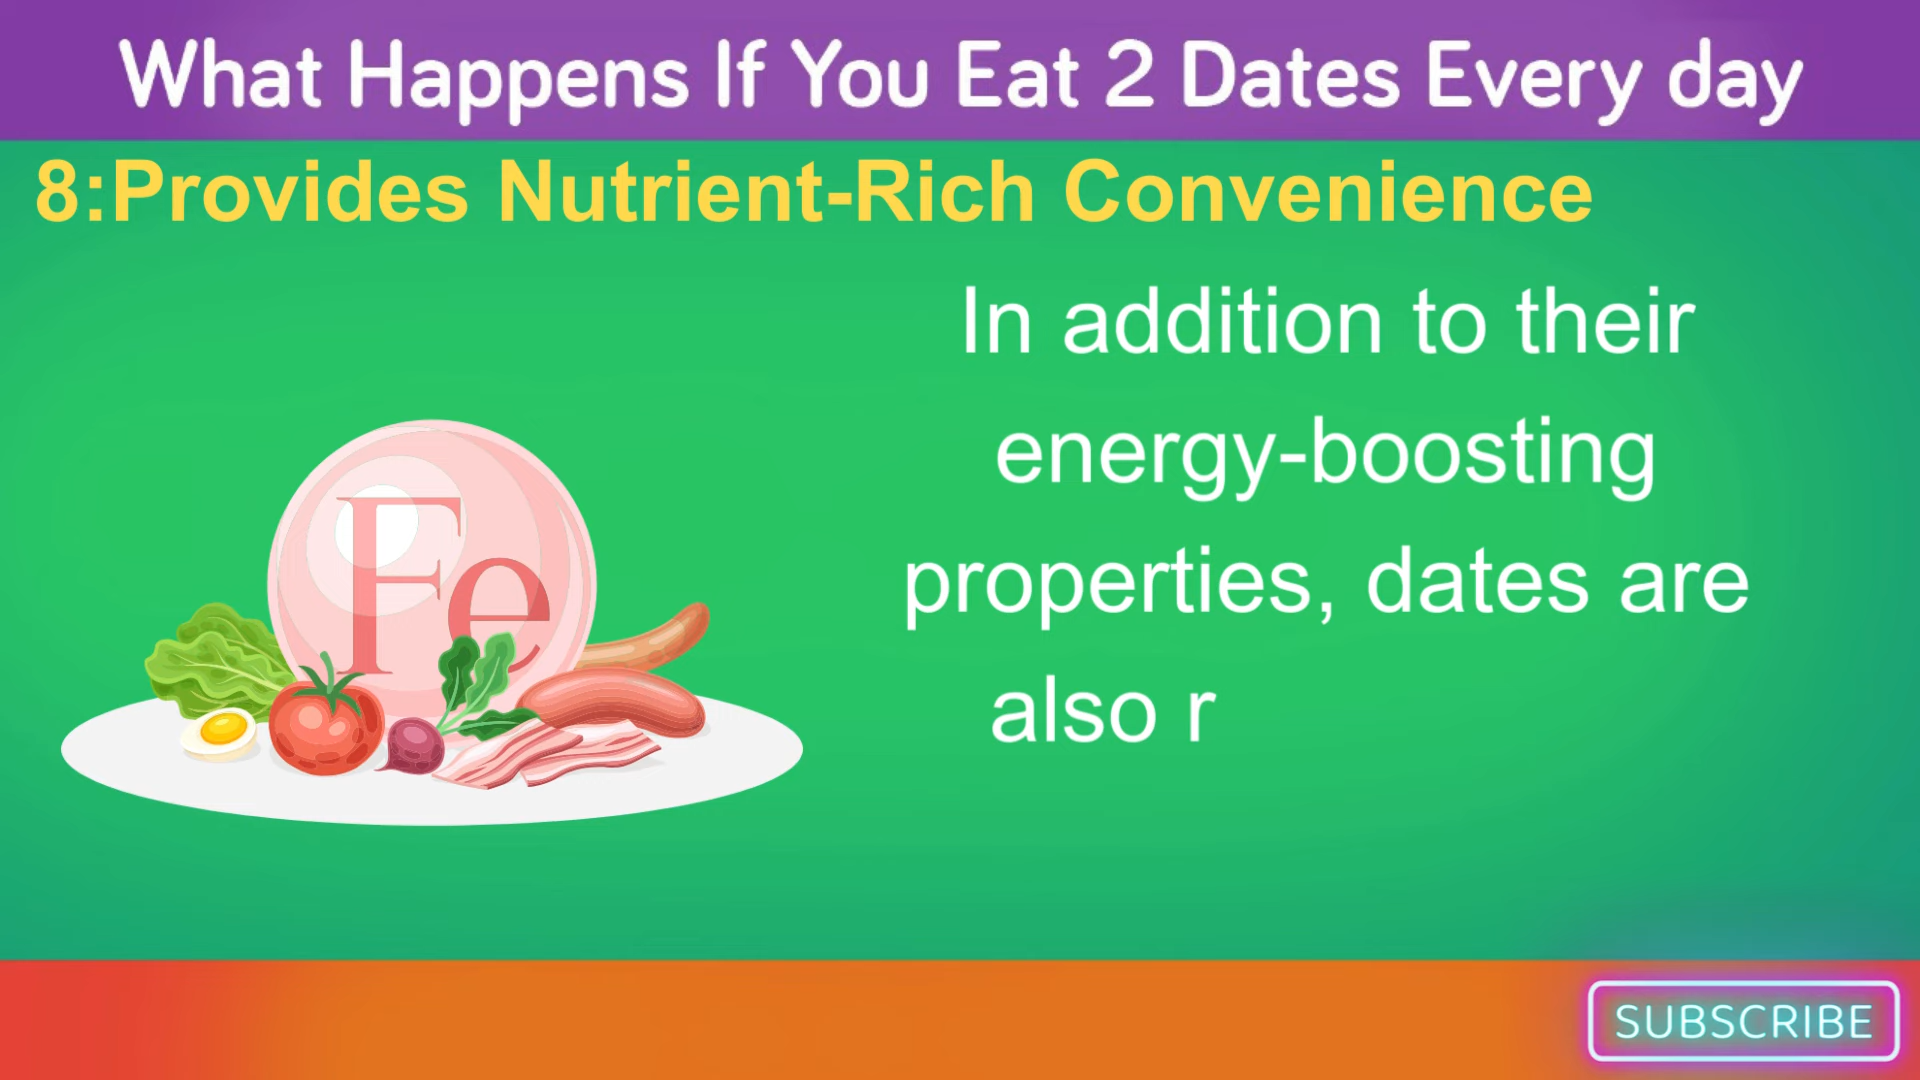 What Happens If You Eat 2 Dates Every day
8:Provides Nutrient-Rich Convenience
In addition to their
energy-boosting
properties, dates are
also r
Fe
SUBSCRIBE